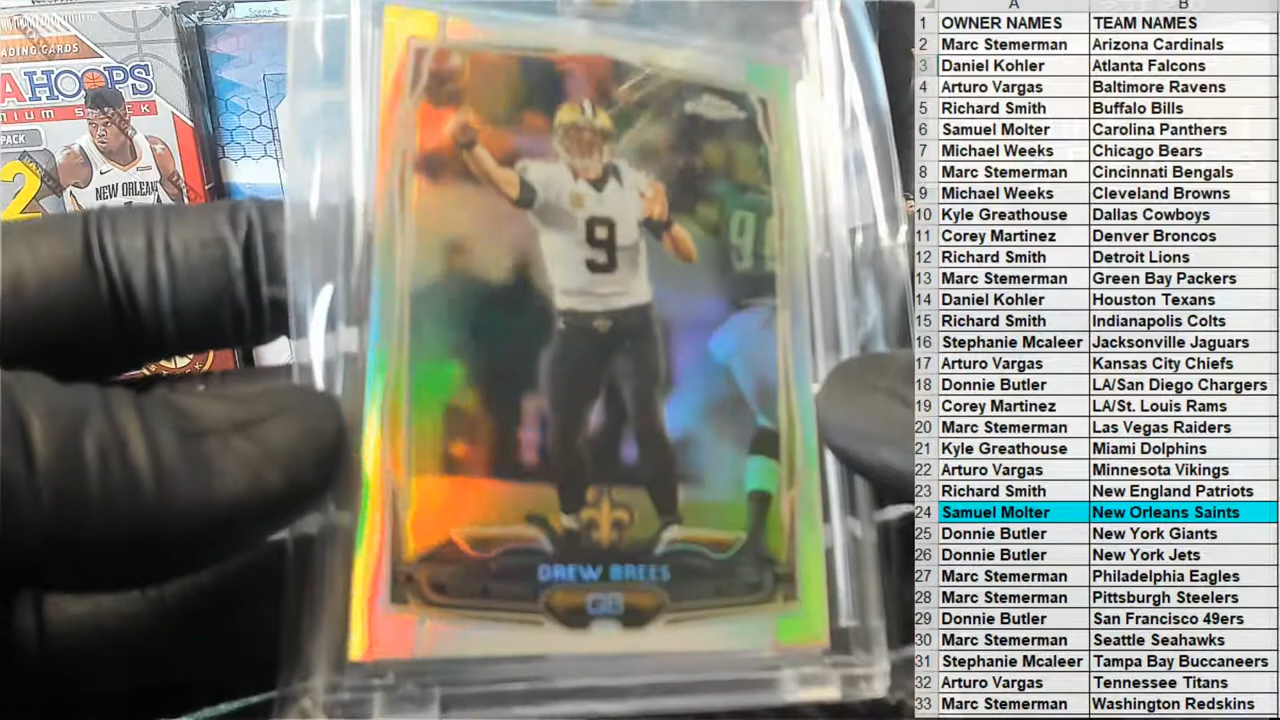 Scene 5
ADING CARDS
A HOOPS
NEW ORLEAN
PACK
2
9
9
Chrome
DREW BREES
QB
A B
1 OWNER NAMES TEAM NAMES
2 Marc Stemerman Arizona Cardinals
3 Daniel Kohler Atlanta Falcons
4 Arturo Vargas Baltimore Ravens
5 Richard Smith Buffalo Bills
6 Samuel Molter Carolina Panthers
7 Michael Weeks Chicago Bears
8 Marc Stemerman Cincinnati Bengals
9 Michael Weeks Cleveland Browns
10 Kyle Greathouse Dallas Cowboys
11 Corey Martinez Denver Broncos
12 Richard Smith Detroit Lions
13 Marc Stemerman Green Bay Packers
14 Daniel Kohler Houston Texans
15 Richard Smith Indianapolis Colts
16 Stephanie Mcaleer Jacksonville Jaguars
17 Arturo Vargas Kansas City Chiefs
18 Donnie Butler LA/San Diego Chargers
19 Corey Martinez LA/St. Louis Rams
20 Marc Stemerman Las Vegas Raiders
21 Kyle Greathouse Miami Dolphins
22 Arturo Vargas Minnesota Vikings
23 Richard Smith New England Patriots
24 Samuel Molter New Orleans Saints
25 Donnie Butler New York Giants
26 Donnie Butler New York Jets
27 Marc Stemerman Philadelphia Eagles
28 Marc Stemerman Pittsburgh Steelers
29 Donnie Butler San Francisco 49ers
30 Marc Stemerman Seattle Seahawks
31 Stephanie Mcaleer Tampa Bay Buccaneers
32 Arturo Vargas Tennessee Titans
33 Marc Stemerman Washington Redskins